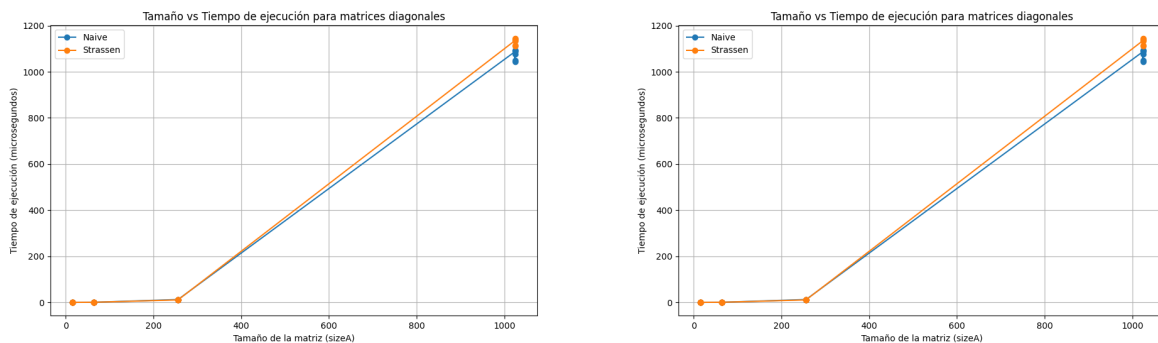 Tamaño vs Tiempo de ejecución para matrices diagonales
Naive
Strassen
1200
1000
800
600
400
200
0
Tiempo de ejecución (microsegundos)
0
200
400
600
800
1000
Tamaño de la matriz (sizeA)
Tamaño vs Tiempo de ejecución para matrices diagonales
Naive
Strassen
1200
1000
800
600
400
200
0
Tiempo de ejecución (microsegundos)
0
200
400
600
800
1000
Tamaño de la matriz (sizeA)